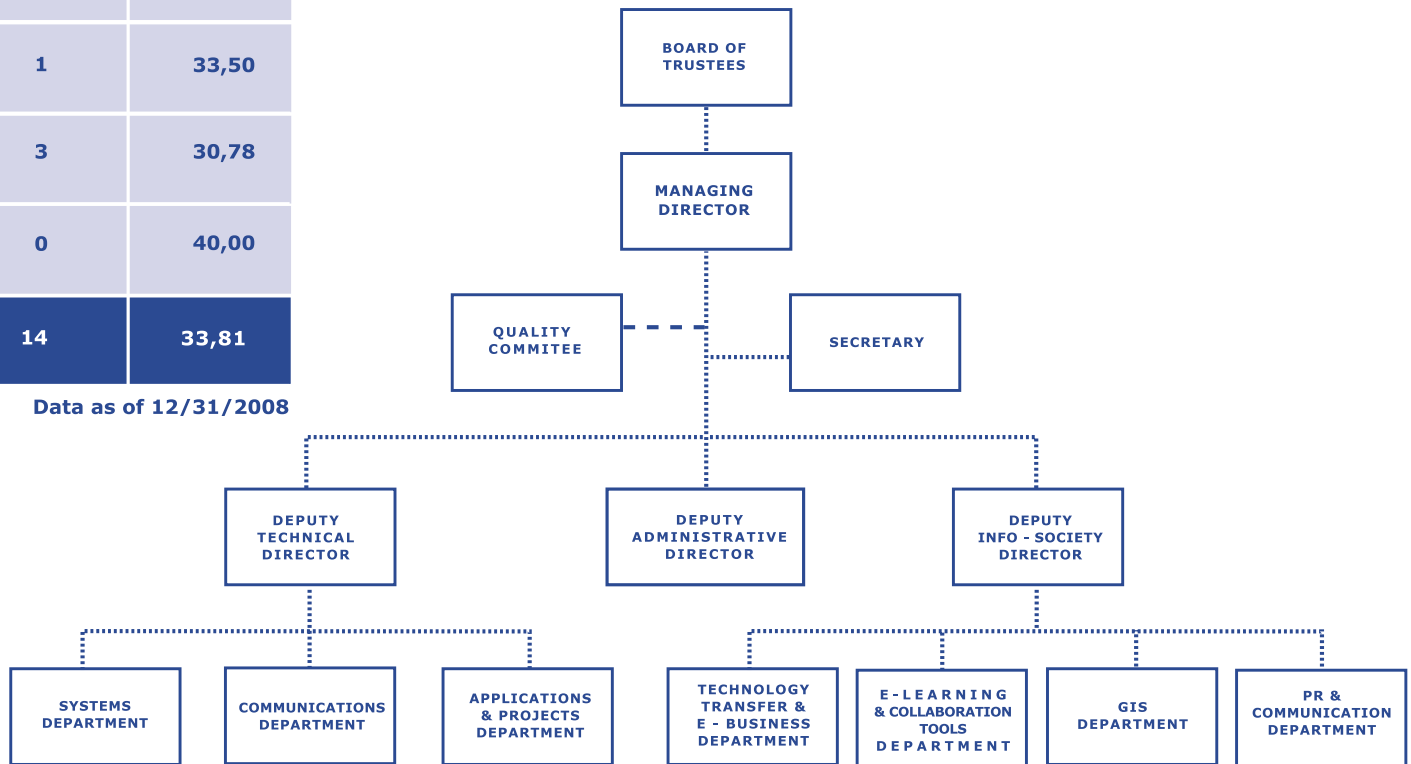 1 33,50
3 30,78
0 40,00
14 33,81
Data as of 12/31/2008
BOARD OF
TRUSTEES
MANAGING
DIRECTOR
QUALITY
COMMITEE
SECRETARY
DEPUTY
TECHNICAL
DIRECTOR
DEPUTY
ADMINISTRATIVE
DIRECTOR
DEPUTY
INFO - SOCIETY
DIRECTOR
SYSTEMS
DEPARTMENT
COMMUNICATIONS
DEPARTMENT
APPLICATIONS
& PROJECTS
DEPARTMENT
TECHNOLOGY
TRANSFER &
E - BUSINESS
DEPARTMENT
E-LEARNING
& COLLABORATION
TOOLS
DEPARTMENT
GIS
DEPARTMENT
PR &
COMMUNICATION
DEPARTMENT